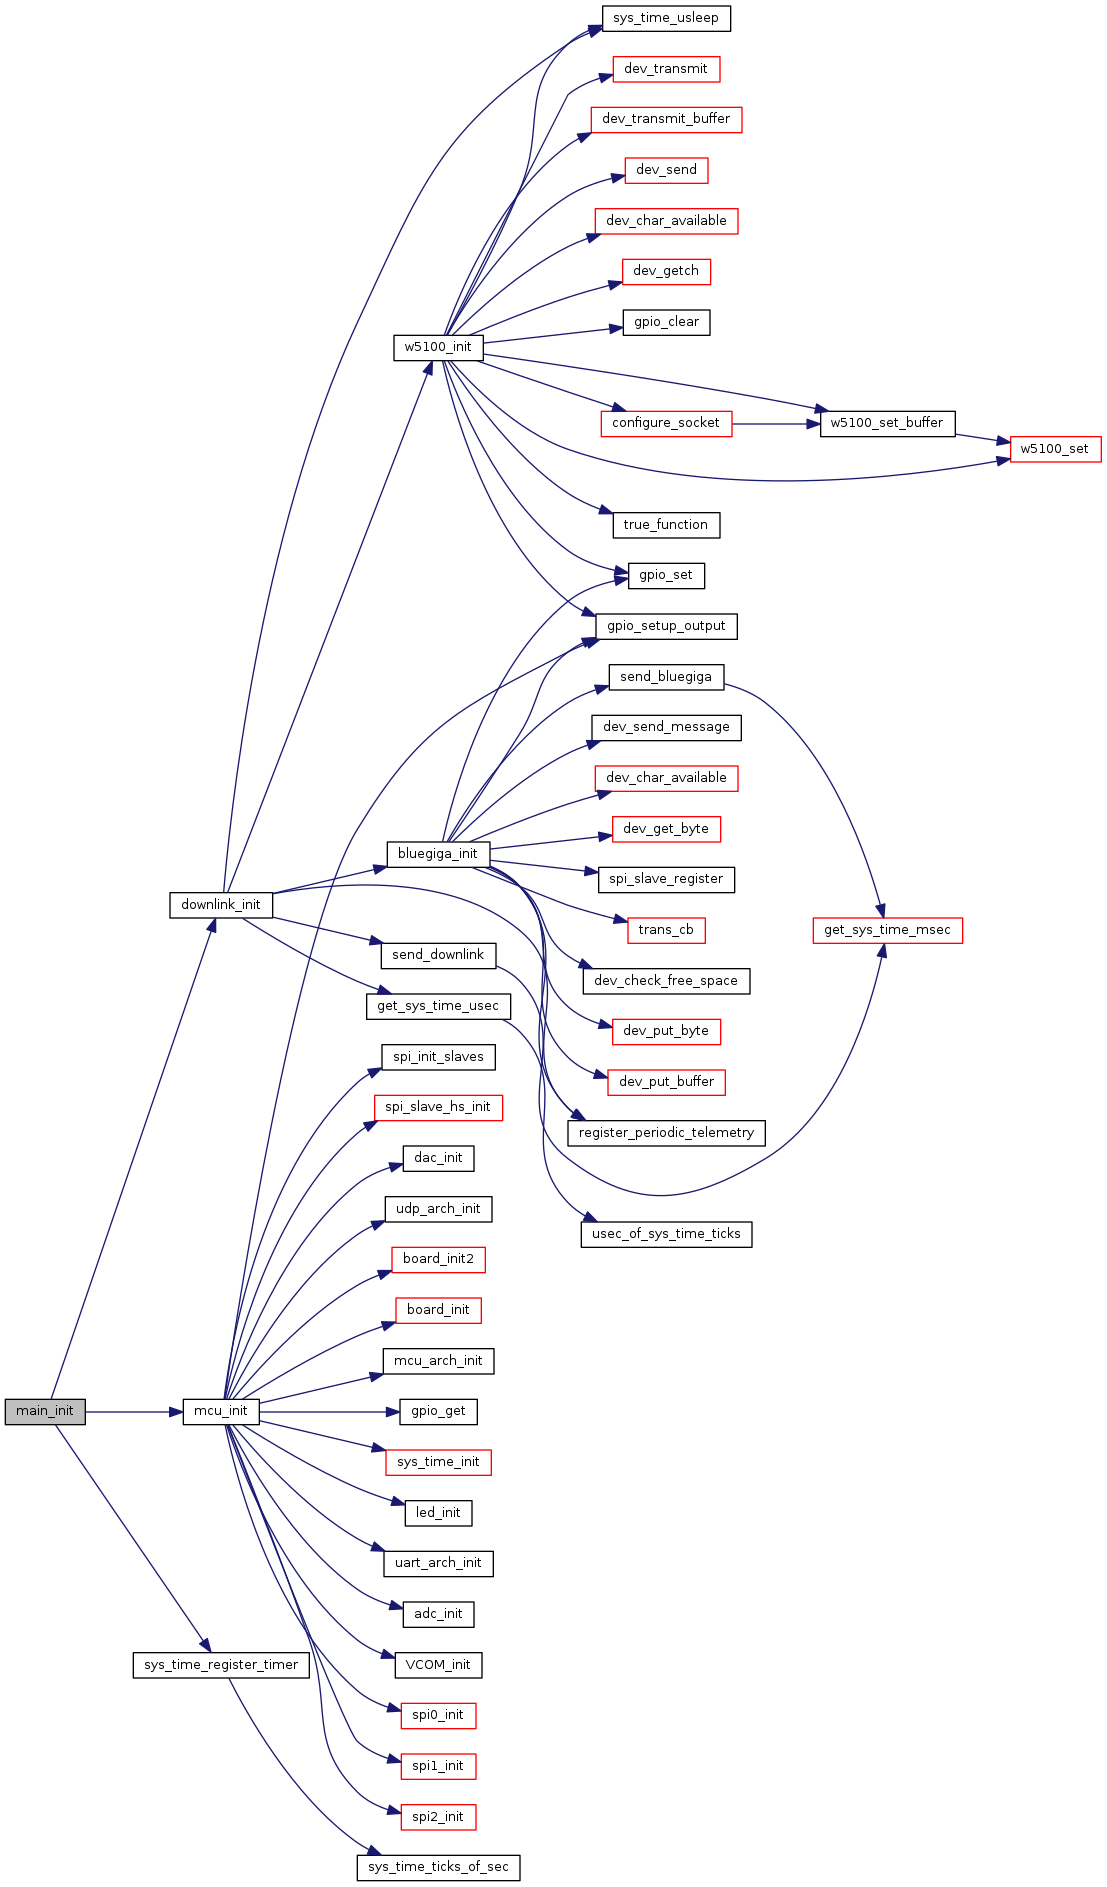 sys_time_usleep
dev_transmit
dev_transmit_buffer
dev_send
dev_char_available
dev_getch
gpio_clear
w5100_init
configure_socket
w5100_set_buffer
w5100_set
true_function
gpio_set
gpio_setup_output
send_bluegiga
dev_send_message
dev_char_available
dev_get_byte
bluegiga_init
spi_slave_register
downlink_init
trans_cb
get_sys_time_msec
send_downlink
dev_check_free_space
get_sys_time_usec
dev_put_byte
spi_init_slaves
dev_put_buffer
spi_slave_hs_init
register_periodic_telemetry
dac_init
udp_arch_init
usec_of_sys_time_ticks
board_init2
board_init
mcu_arch_init
main_init
mcu_init
gpio_get
sys_time_init
led_init
uart_arch_init
adc_init
sys_time_register_timer
VCOM_init
spi0_init
spi1_init
spi2_init
sys_time_ticks_of_sec